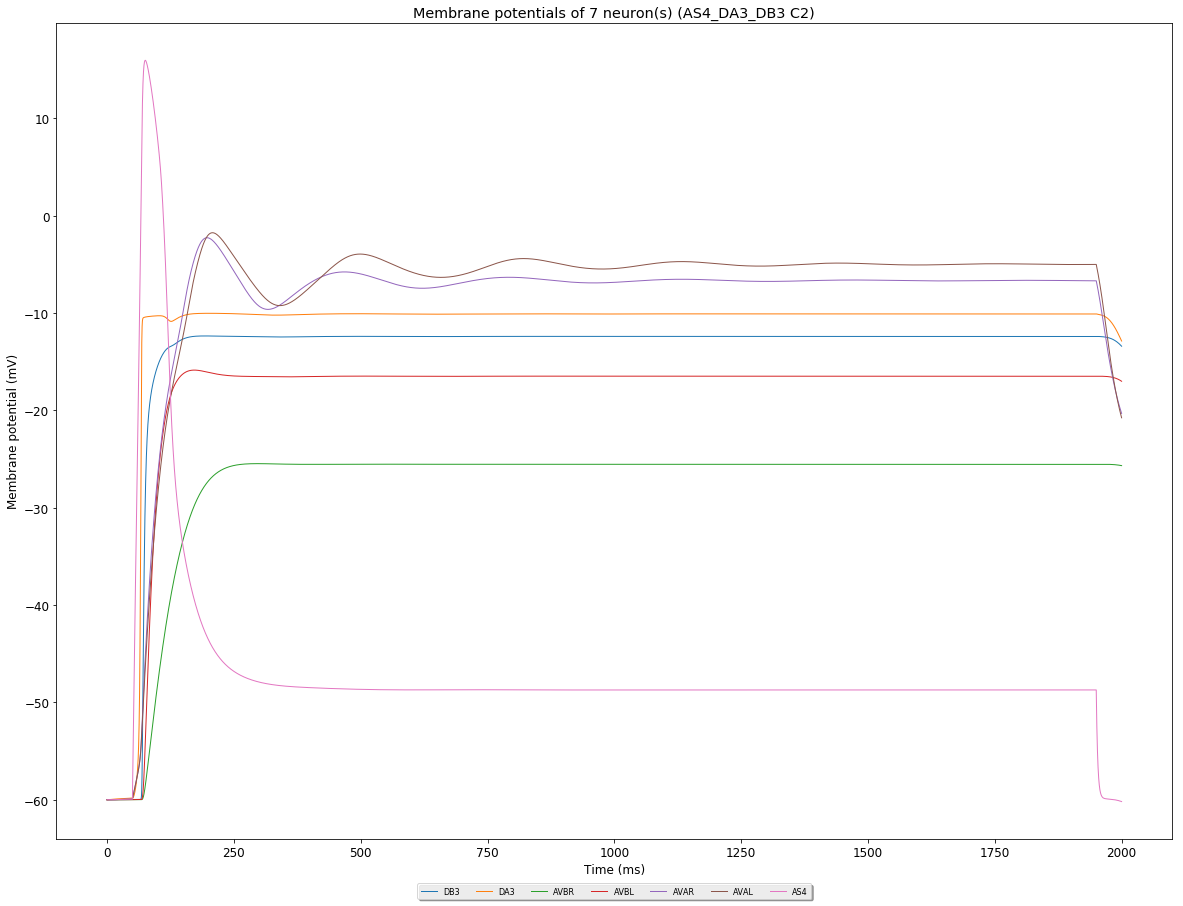 Membrane potentials of 7 neuron(s) (AS4_DA3_DB3 C2)
10
0
−10
−20
−30
−40
−50
−60
Membrane potential (mV)
0 250 500 750 1000 1250 1500 1750 2000
Time (ms)
DB3 DA3 AVBR AVBL AVAR AVAL AS4